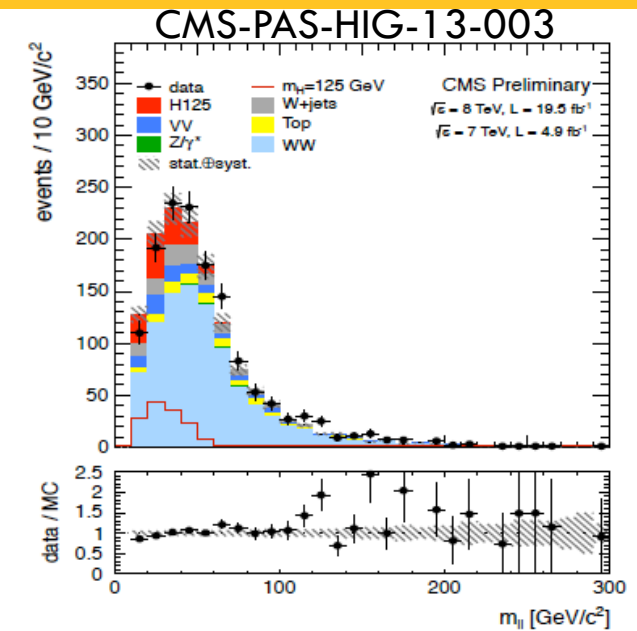 CMS-PAS-HIG-13-003
events / 10 GeV/c²
350
300
250
200
150
100
50
0
data
H125
VV
Z/γ*
stat.⊕syst.
m_H=125 GeV
W+jets
Top
WW
CMS Preliminary
√s = 8 TeV, L = 19.5 fb⁻¹
√s = 7 TeV, L = 4.9 fb⁻¹
data / MC
2.5
2
1.5
1
0.5
0
0 100 200 300
m_ll [GeV/c²]